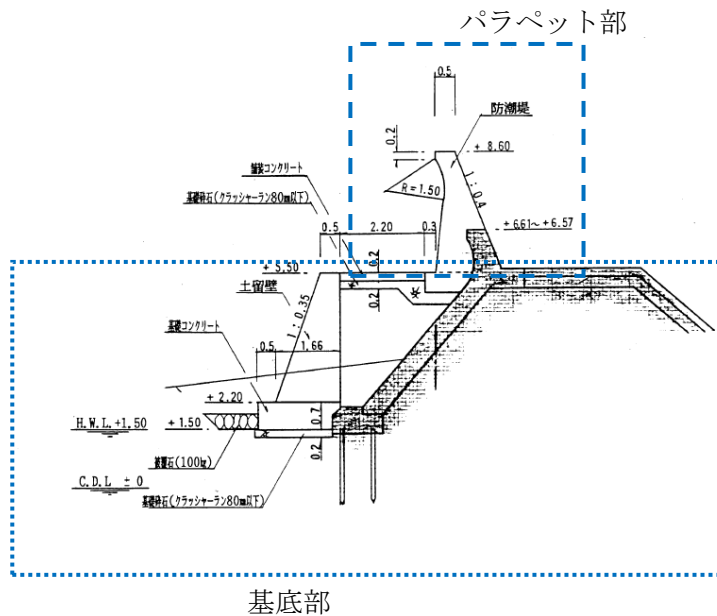 パラペット部
0.5
防潮堤
0.2
+ 8.60
舗装コンクリート
R=1.50
1:04
基礎砕石(クラッシャーラン80m以下)
+ 6.61~+6.57
0.5
2.20
0.3
0.2
+ 5.50
土留壁
0.2
1:0.35
基礎コンクリート
0.5
1.66
+ 2.20
H.W.L.+1.50
+ 1.50
0.7
被覆石(100kg)
0.2
C.D.L ± 0
基礎砕石(クラッシャーラン80m以下)
基底部